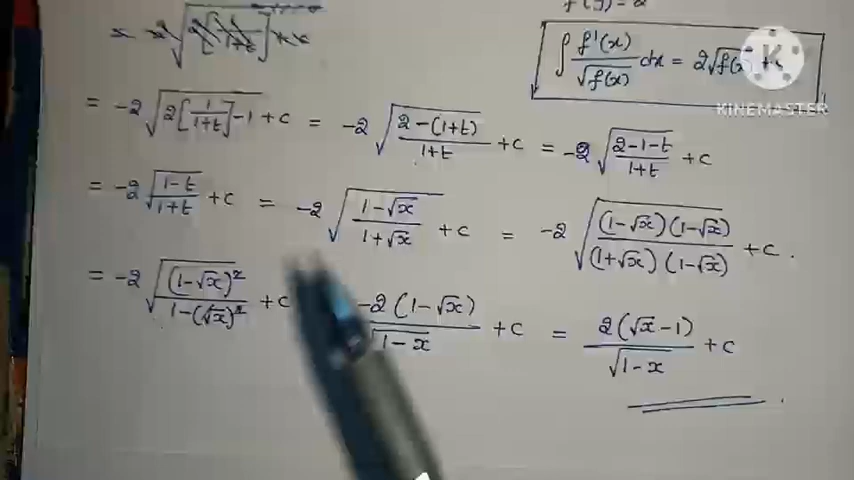 ∫ f'(x)/√f(x) dx = 2√f(x) + c
KINEMASTER
= -2 √(2[1/(1+t)] - 1) + c = -2 √((2-(1+t))/(1+t)) + c = -2 √((2-1-t)/(1+t)) + c
= -2 √((1-t)/(1+t)) + c = -2 √((1-√x)/(1+√x)) + c = -2 √((1-√x)(1-√x)/(1+√x)(1-√x)) + c.
= -2 √((1-√x)²/(1-(√x)²)) + c -2(1-√x)/√(1-x) + c = 2(√x-1)/√(1-x) + c